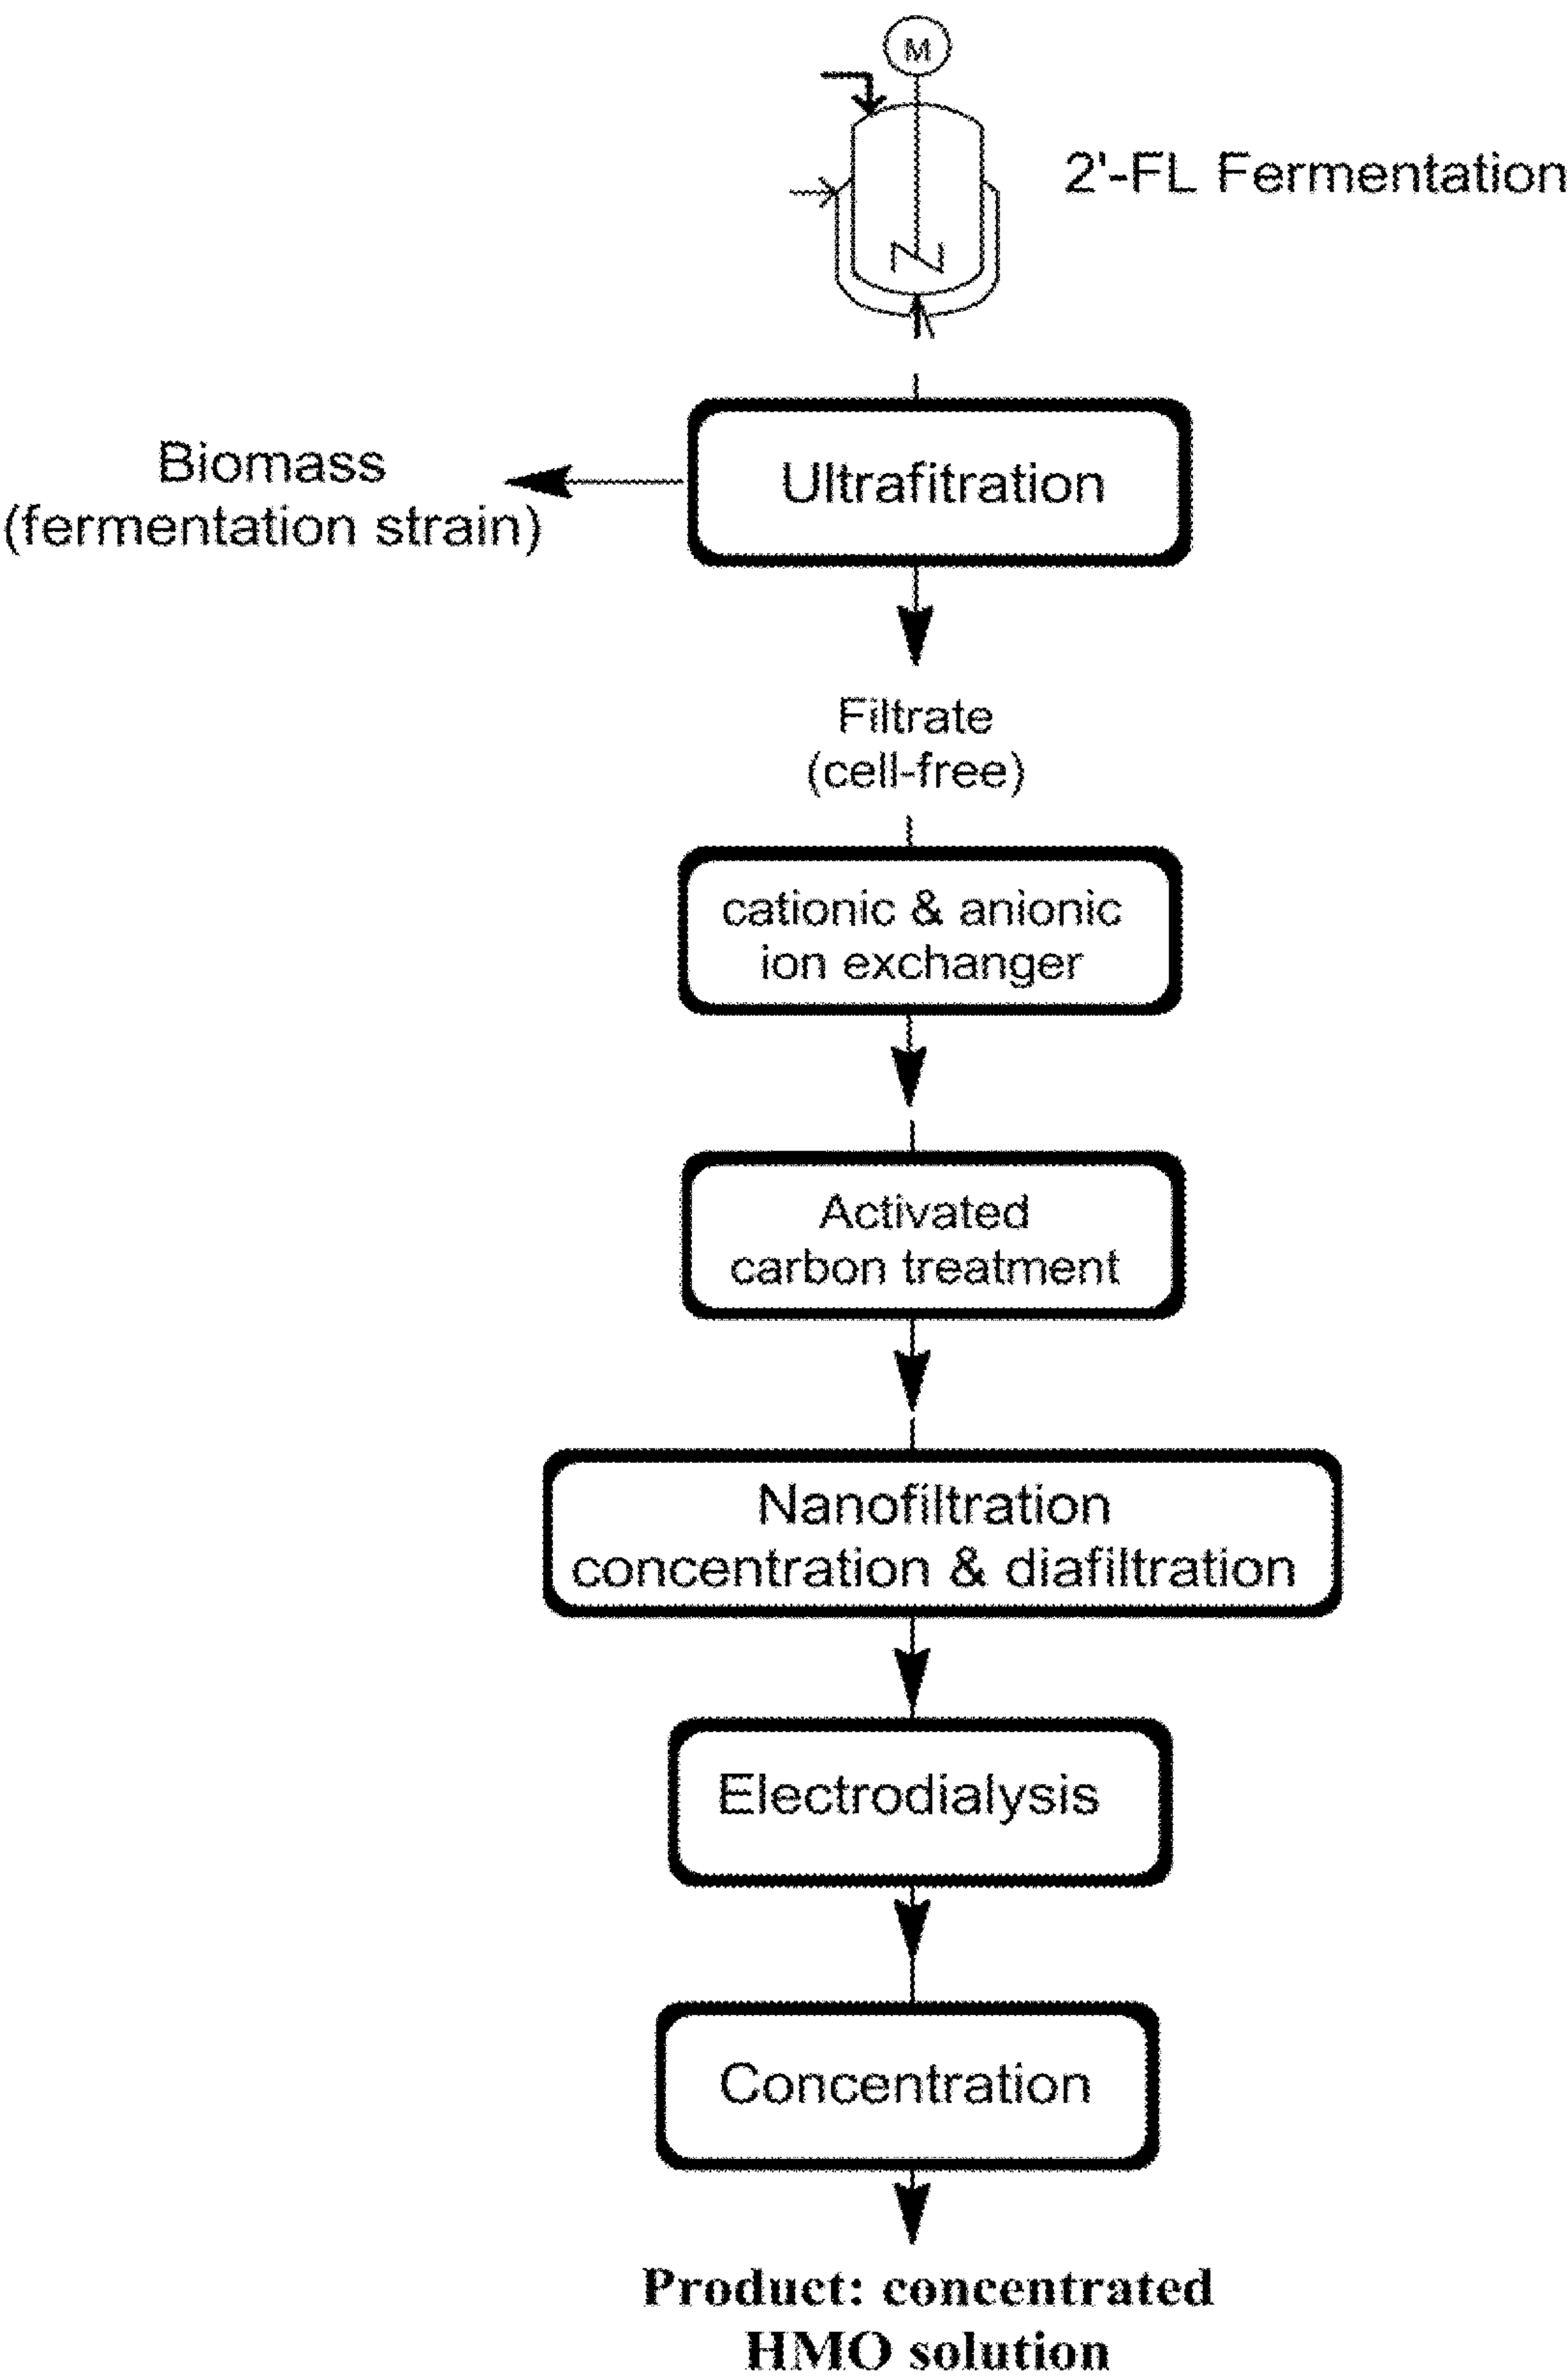 M
2'-FL Fermentation
Biomass
(fermentation strain)
Ultrafitration
Filtrate
(cell-free)
cationic & anionic
ion exchanger
Activated
carbon treatment
Nanofiltration
concentration & diafiltration
Electrodialysis
Concentration
Product: concentrated
HMO solution